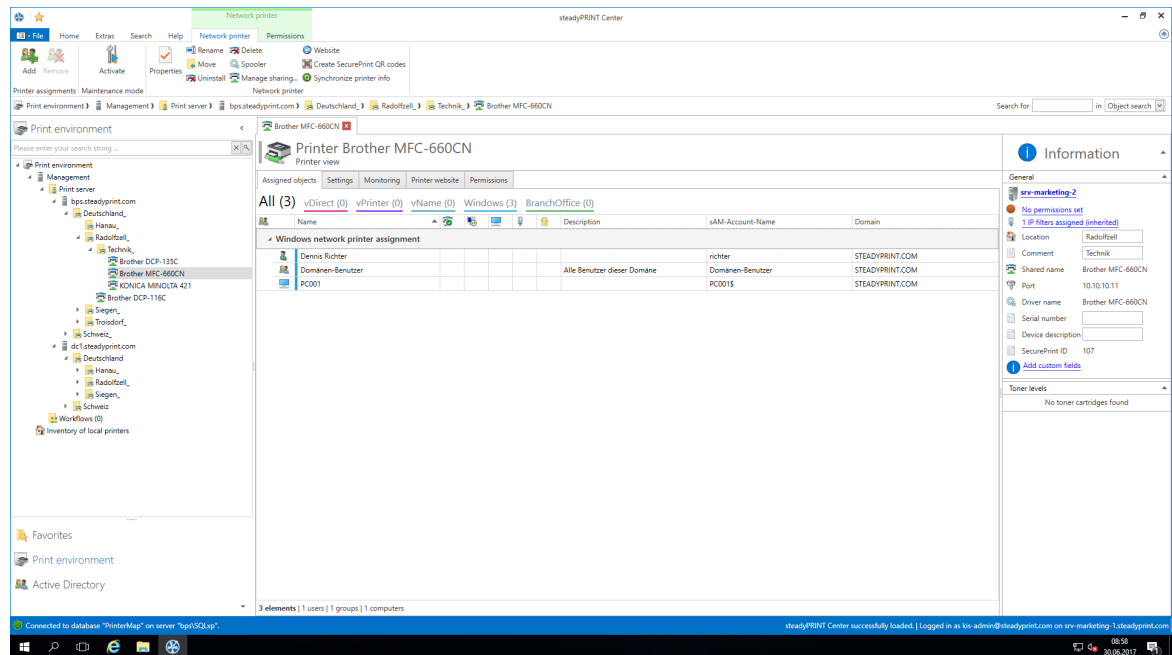 Network printer
steadyPRINT Center
File Home Extras Search Help Network printer Permissions
Add Remove
Activate
Properties
Rename Delete Website
Move Spooler Create SecurePrint QR codes
Uninstall Manage sharing... Synchronize printer info
Printer assignments Maintenance mode Network printer
Print environment Management Print server bps.steadyprint.com Deutschland_ Radolfzell_ Technik_ Brother MFC-660CN
Search for in Object search
Print environment
Please enter your search string ...
Print environment
Management
Print server
bps.steadyprint.com
Deutschland_
Hanau_
Radolfzell_
Technik_
Brother DCP-135C
Brother MFC-660CN
KONICA MINOLTA 421
Brother DCP-116C
Siegen_
Troisdorf_
Schweiz_
dc1.steadyprint.com
Deutschland
Hanau_
Radolfzell_
Siegen_
Schweiz
Workflows (0)
Inventory of local printers
Favorites
Print environment
Active Directory
Brother MFC-660CN
Printer Brother MFC-660CN
Printer view
Assigned objects Settings Monitoring Printer website Permissions
All (3) vDirect (0) vPrinter (0) vName (0) Windows (3) BranchOffice (0)
Name Description sAM-Account-Name Domain
Windows network printer assignment
Dennis Richter richter STEADYPRINT.COM
Domänen-Benutzer Alle Benutzer dieser Domäne Domänen-Benutzer STEADYPRINT.COM
PC001 PC001$ STEADYPRINT.COM
3 elements | 1 users | 1 groups | 1 computers
Information
General
srv-marketing-2
No permissions set
1 IP filters assigned (inherited)
Location Radolfzell
Comment Technik
Shared name Brother MFC-660CN
Port 10.10.10.11
Driver name Brother MFC-660CN
Serial number
Device description
SecurePrint ID 107
Add custom fields
Toner levels
No toner cartridges found
Connected to database "PrinterMap" on server "bps\SQLxp".
steadyPRINT Center successfully loaded. | Logged in as kis-admin@steadyprint.com on srv-marketing-1.steadyprint.com
08:58
30.06.2017